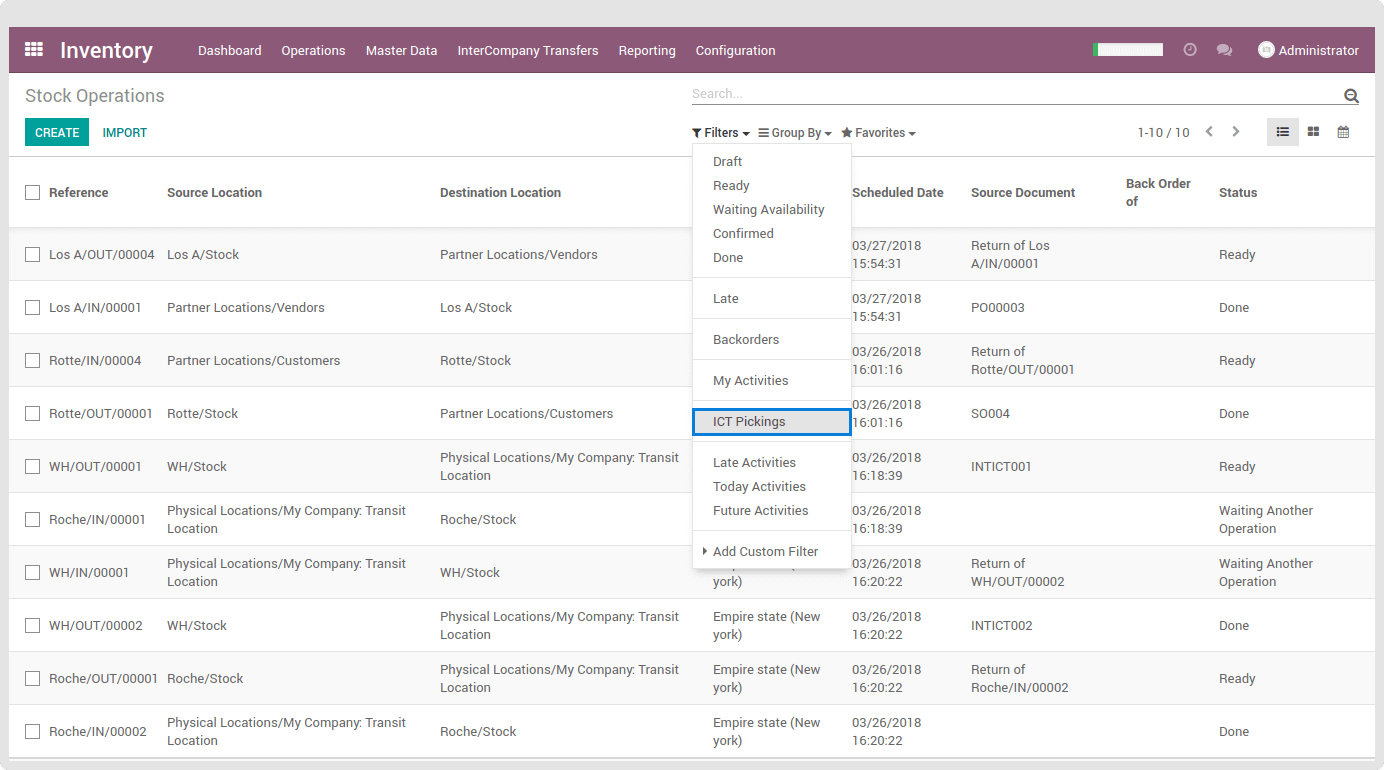 Inventory Dashboard Operations Master Data InterCompany Transfers Reporting Configuration Administrator
Stock Operations Search...
CREATE IMPORT Filters Group By Favorites 1-10 / 10
Draft
Ready
Waiting Availability
Confirmed
Done
Late
Backorders
My Activities
ICT Pickings
Late Activities
Today Activities
Future Activities
Add Custom Filter
Reference Source Location Destination Location Scheduled Date Source Document Back Order
of Status
Los A/OUT/00004 Los A/Stock Partner Locations/Vendors 03/27/2018
15:54:31 Return of Los
A/IN/00001 Ready
Los A/IN/00001 Partner Locations/Vendors Los A/Stock 03/27/2018
15:54:31 PO00003 Done
Rotte/IN/00004 Partner Locations/Customers Rotte/Stock 03/26/2018
16:01:16 Return of
Rotte/OUT/00001 Ready
Rotte/OUT/00001 Rotte/Stock Partner Locations/Customers 03/26/2018
16:01:16 SO004 Done
WH/OUT/00001 WH/Stock Physical Locations/My Company: Transit
Location 03/26/2018
16:18:39 INTICT001 Ready
Roche/IN/00001 Physical Locations/My Company: Transit
Location Roche/Stock 03/26/2018
16:18:39 Waiting Another
Operation
WH/IN/00001 Physical Locations/My Company: Transit
Location WH/Stock york) 03/26/2018
16:20:22 Return of
WH/OUT/00002 Waiting Another
Operation
WH/OUT/00002 WH/Stock Physical Locations/My Company: Transit
Location Empire state (New
york) 03/26/2018
16:20:22 INTICT002 Done
Roche/OUT/00001 Roche/Stock Physical Locations/My Company: Transit
Location Empire state (New
york) 03/26/2018
16:20:22 Return of
Roche/IN/00002 Ready
Roche/IN/00002 Physical Locations/My Company: Transit
Location Roche/Stock Empire state (New
york) 03/26/2018
16:20:22 Done